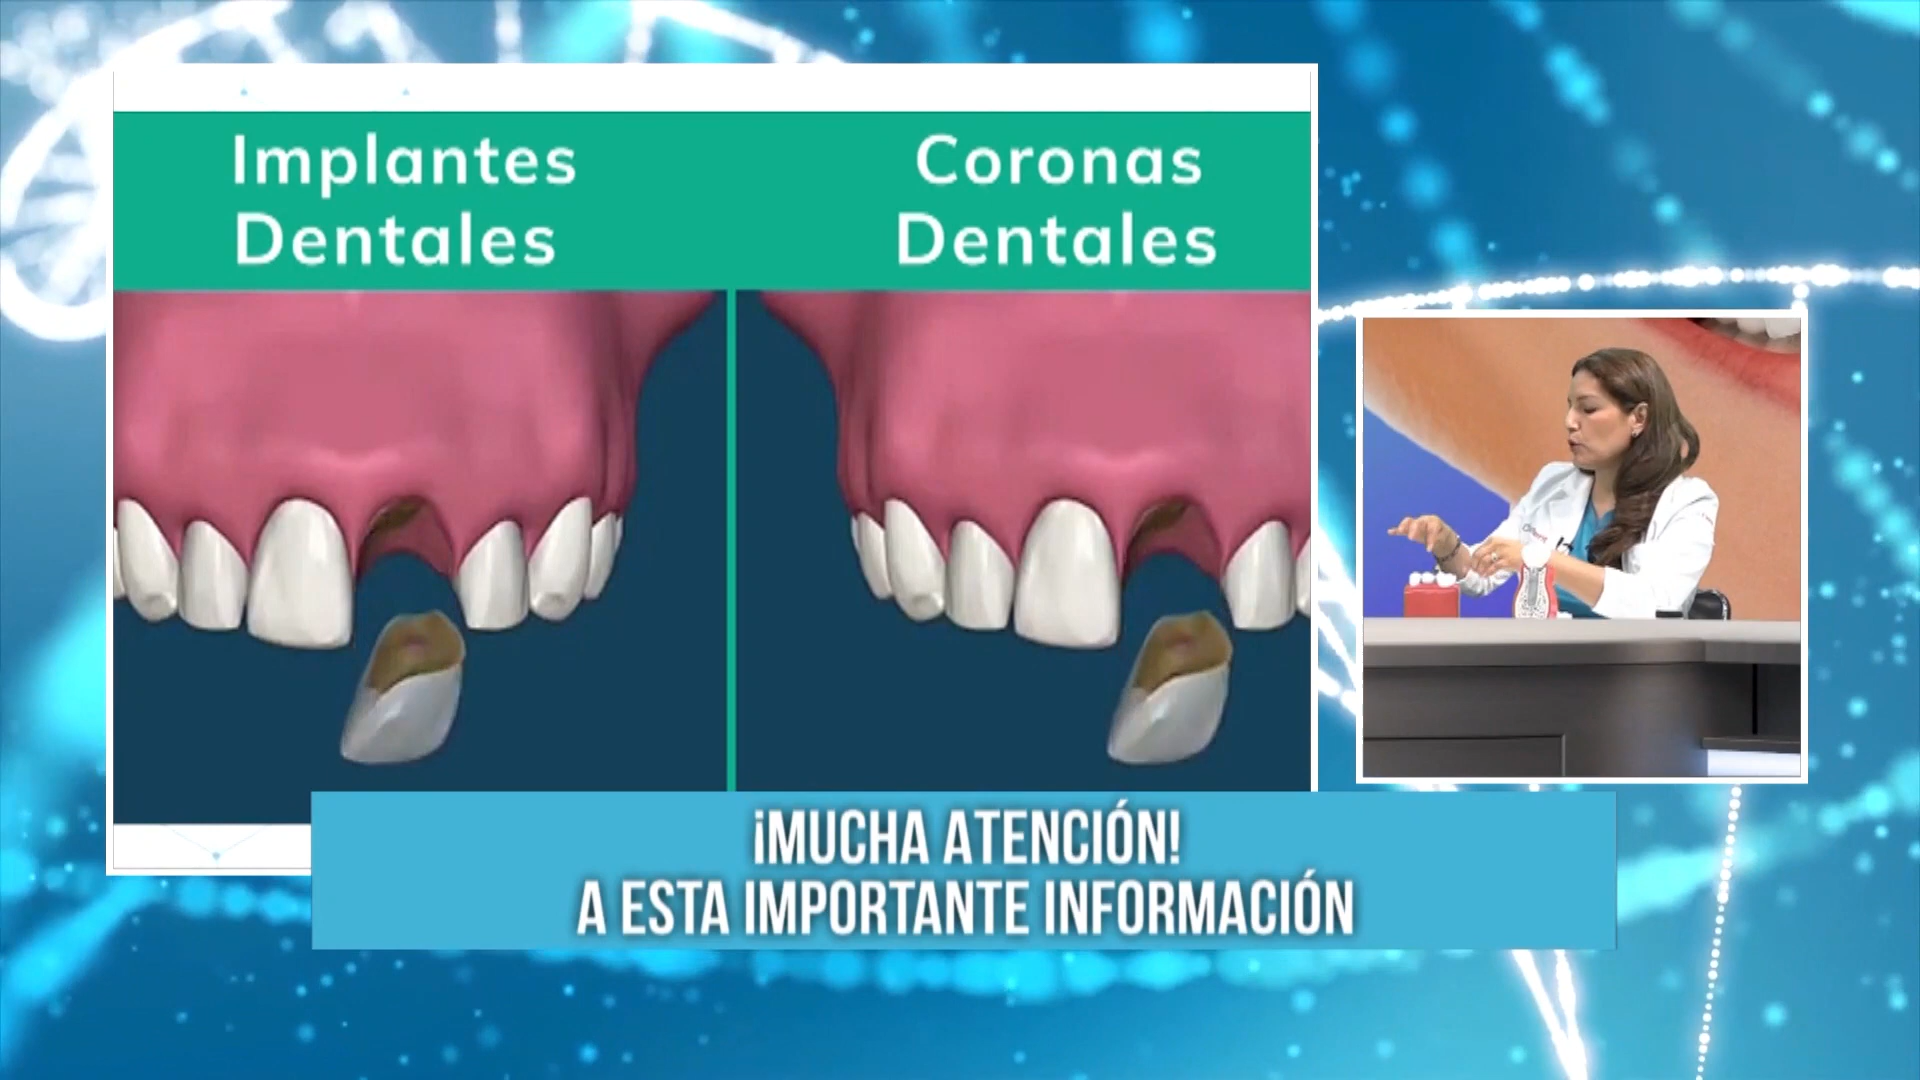 Implantes
Dentales
Coronas
Dentales
¡MUCHA ATENCIÓN!
A ESTA IMPORTANTE INFORMACIÓN